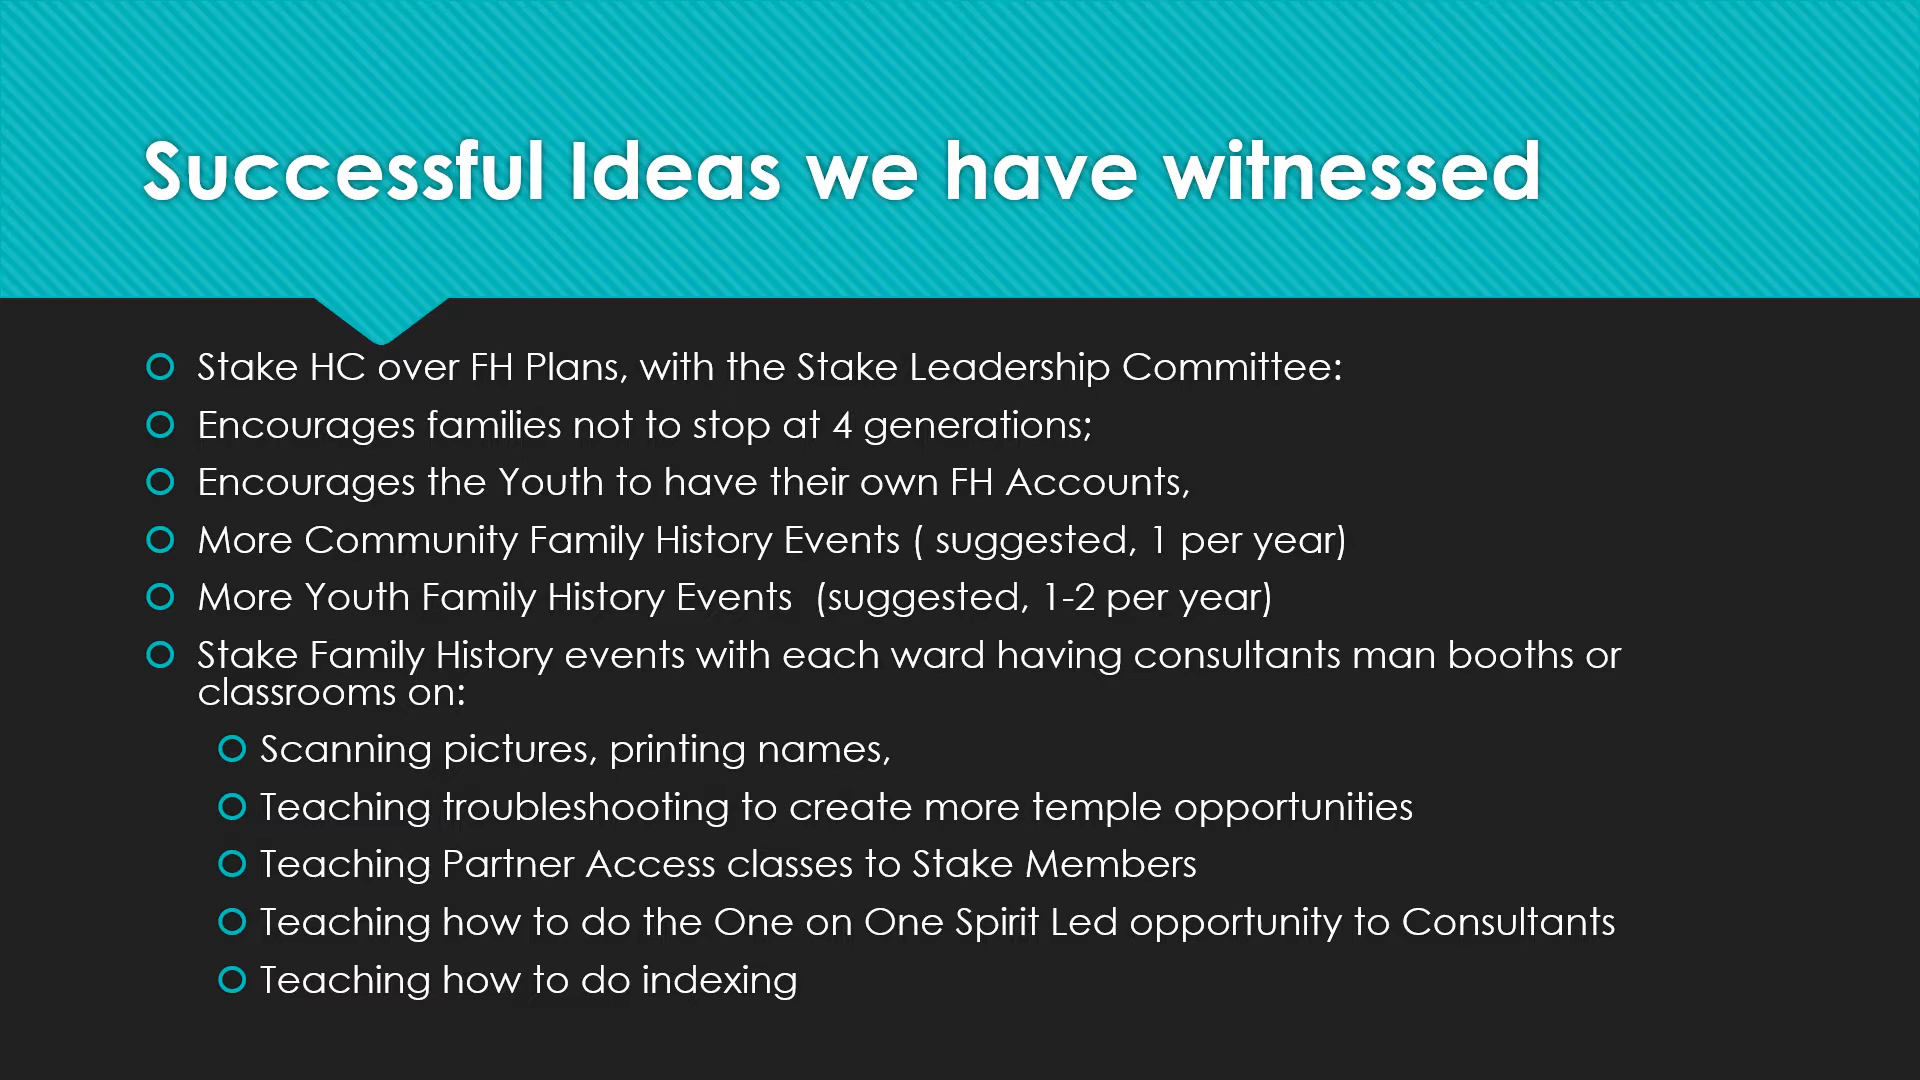 Successful Ideas we have witnessed
Stake HC over FH Plans, with the Stake Leadership Committee:
Encourages families not to stop at 4 generations;
Encourages the Youth to have their own FH Accounts,
More Community Family History Events ( suggested, 1 per year)
More Youth Family History Events  (suggested, 1-2 per year)
Stake Family History events with each ward having consultants man booths or
classrooms on:
Scanning pictures, printing names,
Teaching troubleshooting to create more temple opportunities
Teaching Partner Access classes to Stake Members
Teaching how to do the One on One Spirit Led opportunity to Consultants
Teaching how to do indexing